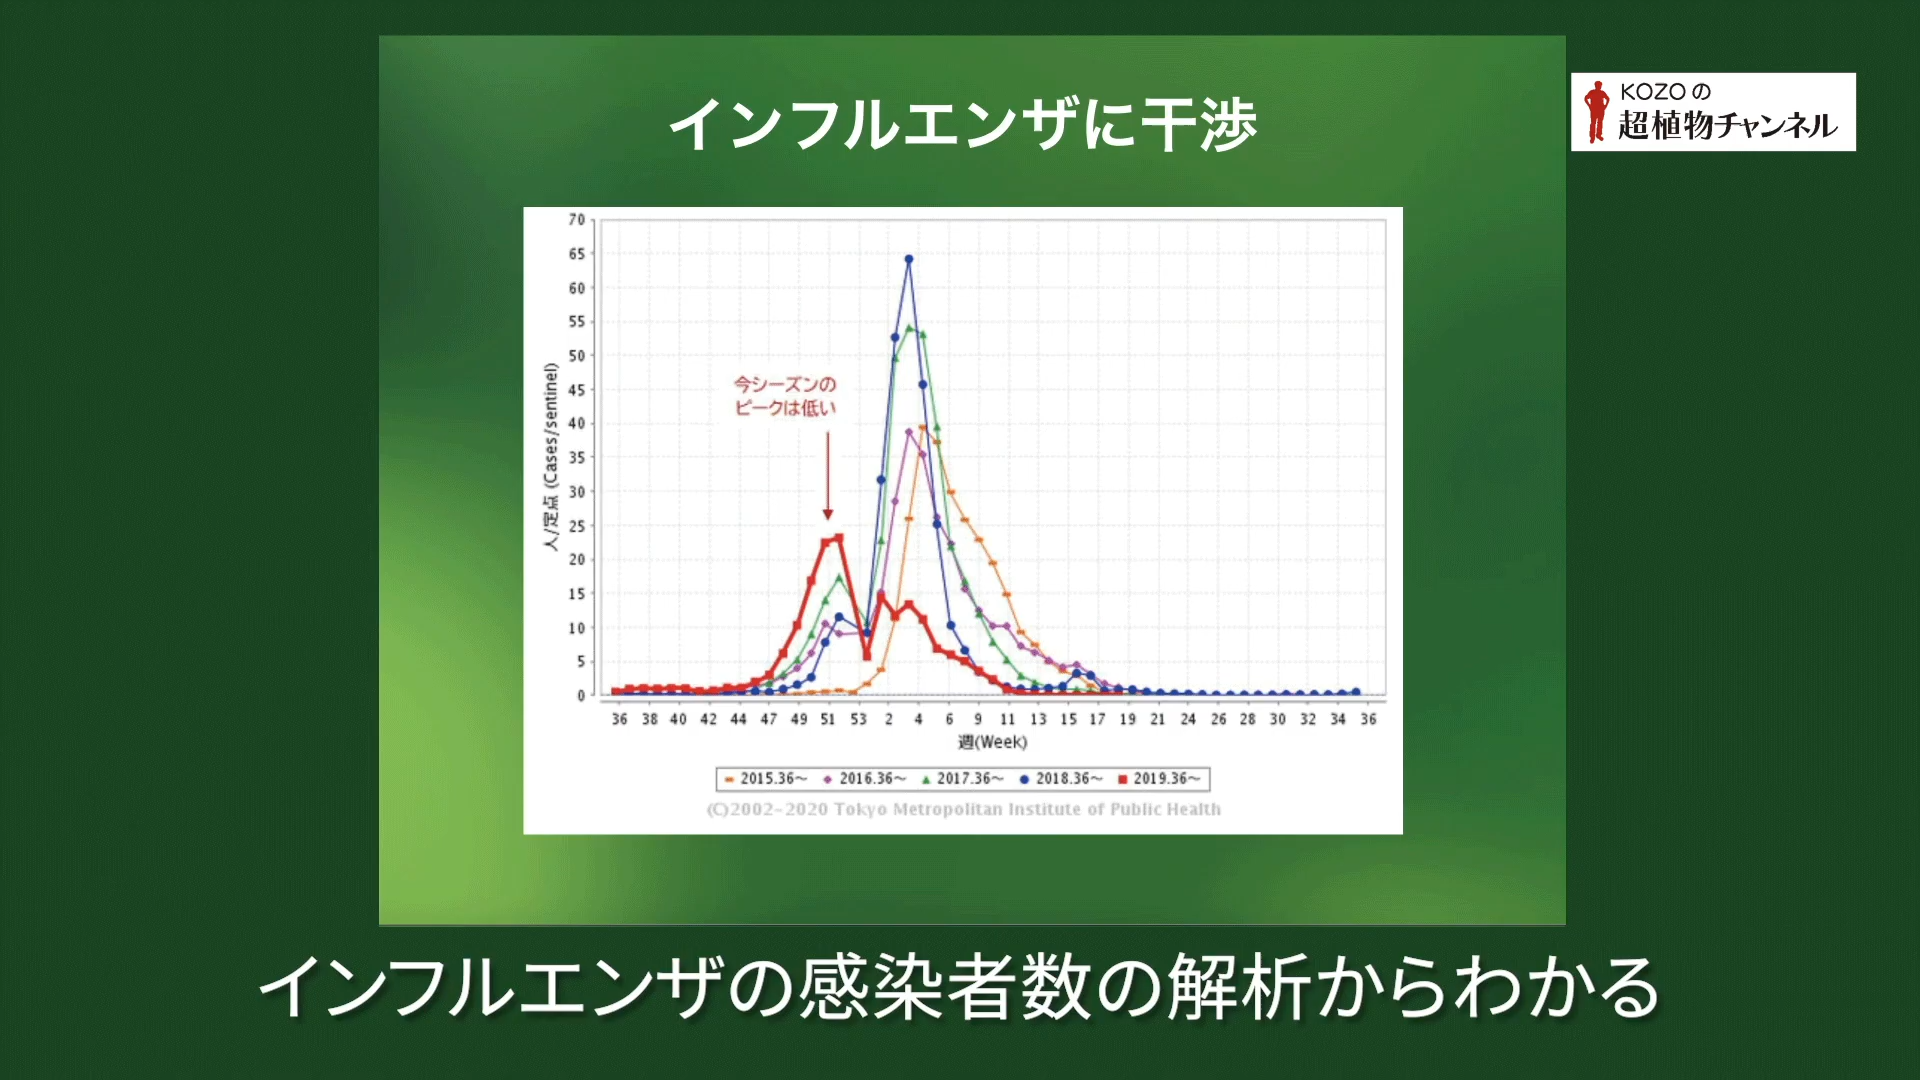 インフルエンザに干渉
KOZOの
超植物チャンネル
70
65
60
55
50
45
40
35
30
25
20
15
10
5
0
人/定点 (Cases/sentinel)
今シーズンの
ピークは低い
36 38 40 42 44 47 49 51 53 2 4 6 9 11 13 15 17 19 21 24 26 28 30 32 34 36
週(Week)
2015.36～ 2016.36～ 2017.36～ 2018.36～ 2019.36～
(C)2002-2020 Tokyo Metropolitan Institute of Public Health
インフルエンザの感染者数の解析からわかる